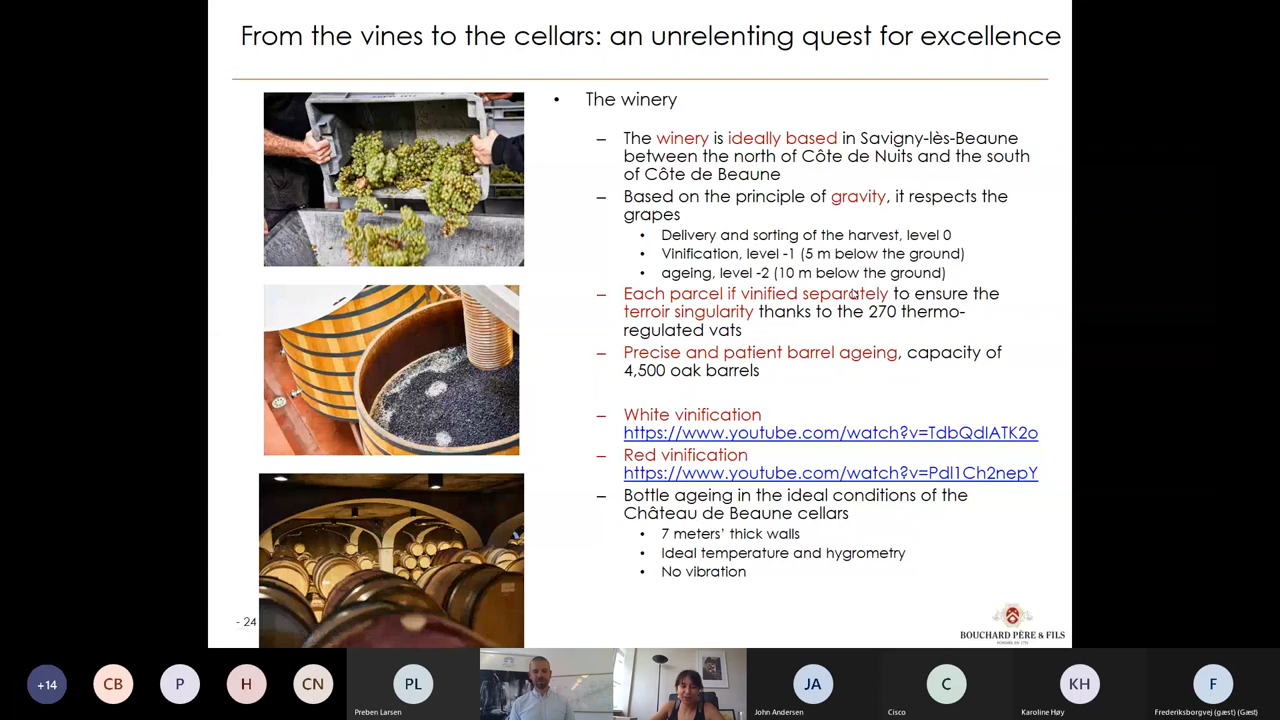 From the vines to the cellars: an unrelenting quest for excellence
• The winery
– The winery is ideally based in Savigny-lès-Beaune
between the north of Côte de Nuits and the south
of Côte de Beaune
– Based on the principle of gravity, it respects the
grapes
• Delivery and sorting of the harvest, level 0
• Vinification, level -1 (5 m below the ground)
• ageing, level -2 (10 m below the ground)
– Each parcel if vinified separately to ensure the
terroir singularity thanks to the 270 thermo-
regulated vats
– Precise and patient barrel ageing, capacity of
4,500 oak barrels
– White vinification
https://www.youtube.com/watch?v=TdbQdIATK2o
– Red vinification
https://www.youtube.com/watch?v=Pdl1Ch2nepY
– Bottle ageing in the ideal conditions of the
Château de Beaune cellars
• 7 meters' thick walls
• Ideal temperature and hygrometry
• No vibration
- 24
BOUCHARD PÈRE & FILS
+14
CB
P
H
CN
PL
Preben Larsen
JA
John Andersen
C
Cisco
KH
Karoline Høy
F
Frederiksborgvej (gæst) (Gæst)